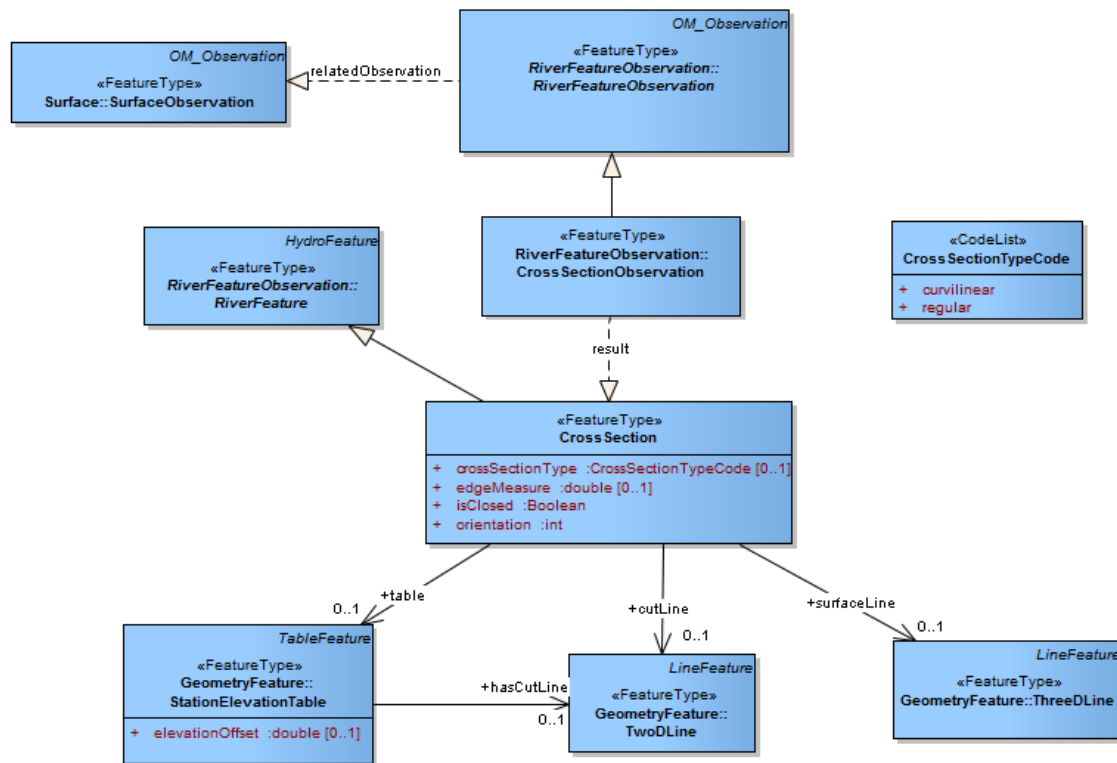 OM_Observation
«FeatureType»
Surface::SurfaceObservation
relatedObservation
OM_Observation
«FeatureType»
RiverFeatureObservation::
RiverFeatureObservation
HydroFeature
«FeatureType»
RiverFeatureObservation::
RiverFeature
«FeatureType»
RiverFeatureObservation::
CrossSectionObservation
«CodeList»
CrossSectionTypeCode
+ curvilinear
+ regular
result
«FeatureType»
CrossSection
+ crossSectionType :CrossSectionTypeCode [0..1]
+ edgeMeasure :double [0..1]
+ isClosed :Boolean
+ orientation :int
+table
0..1
+cutLine
0..1
+surfaceLine
0..1
TableFeature
«FeatureType»
GeometryFeature::
StationElevationTable
+ elevationOffset :double [0..1]
+hasCutLine
0..1
LineFeature
«FeatureType»
GeometryFeature::
TwoDLine
LineFeature
«FeatureType»
GeometryFeature::ThreeDLine